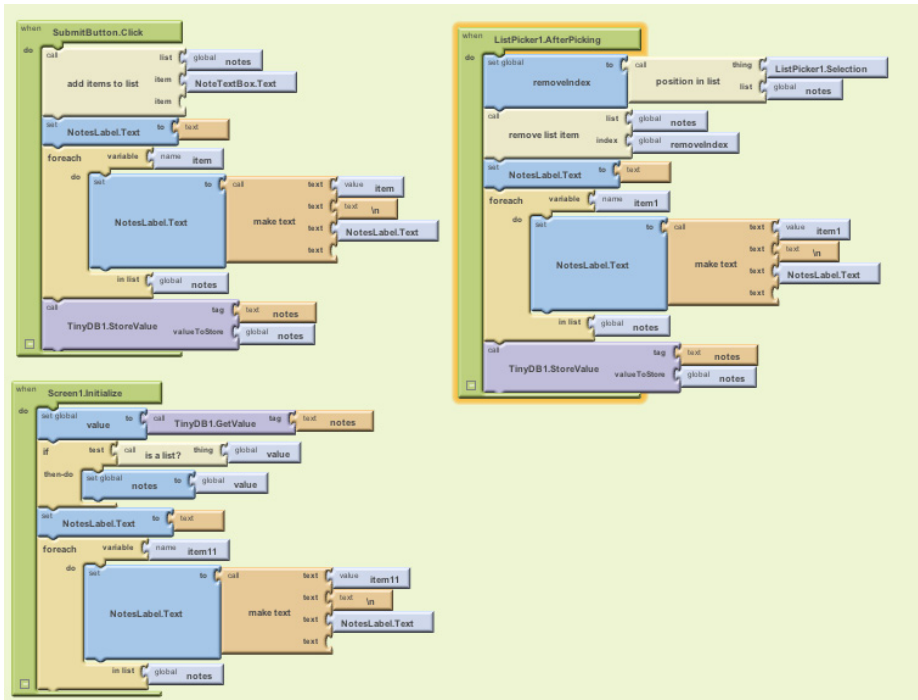 when SubmitButton.Click
do
call add items to list
list global notes
item NoteTextBox.Text
item
set NotesLabel.Text to text
foreach variable name item
do
set NotesLabel.Text to call make text
text value item
text text \n
text NotesLabel.Text
text
in list global notes
call TinyDB1.StoreValue
tag text notes
valueToStore global notes
when ListPicker1.AfterPicking
do
set global removeIndex to call position in list
thing ListPicker1.Selection
list global notes
call remove list item
list global notes
index global removeIndex
set NotesLabel.Text to text
foreach variable name item1
do
set NotesLabel.Text to call make text
text value item1
text text \n
text NotesLabel.Text
text
in list global notes
call TinyDB1.StoreValue
tag text notes
valueToStore global notes
when Screen1.Initialize
do
set global value to call TinyDB1.GetValue tag text notes
if test call is a list? thing global value
then-do set global notes to global value
set NotesLabel.Text to text
foreach variable name item11
do
set NotesLabel.Text to call make text
text value item11
text text \n
text NotesLabel.Text
text
in list global notes